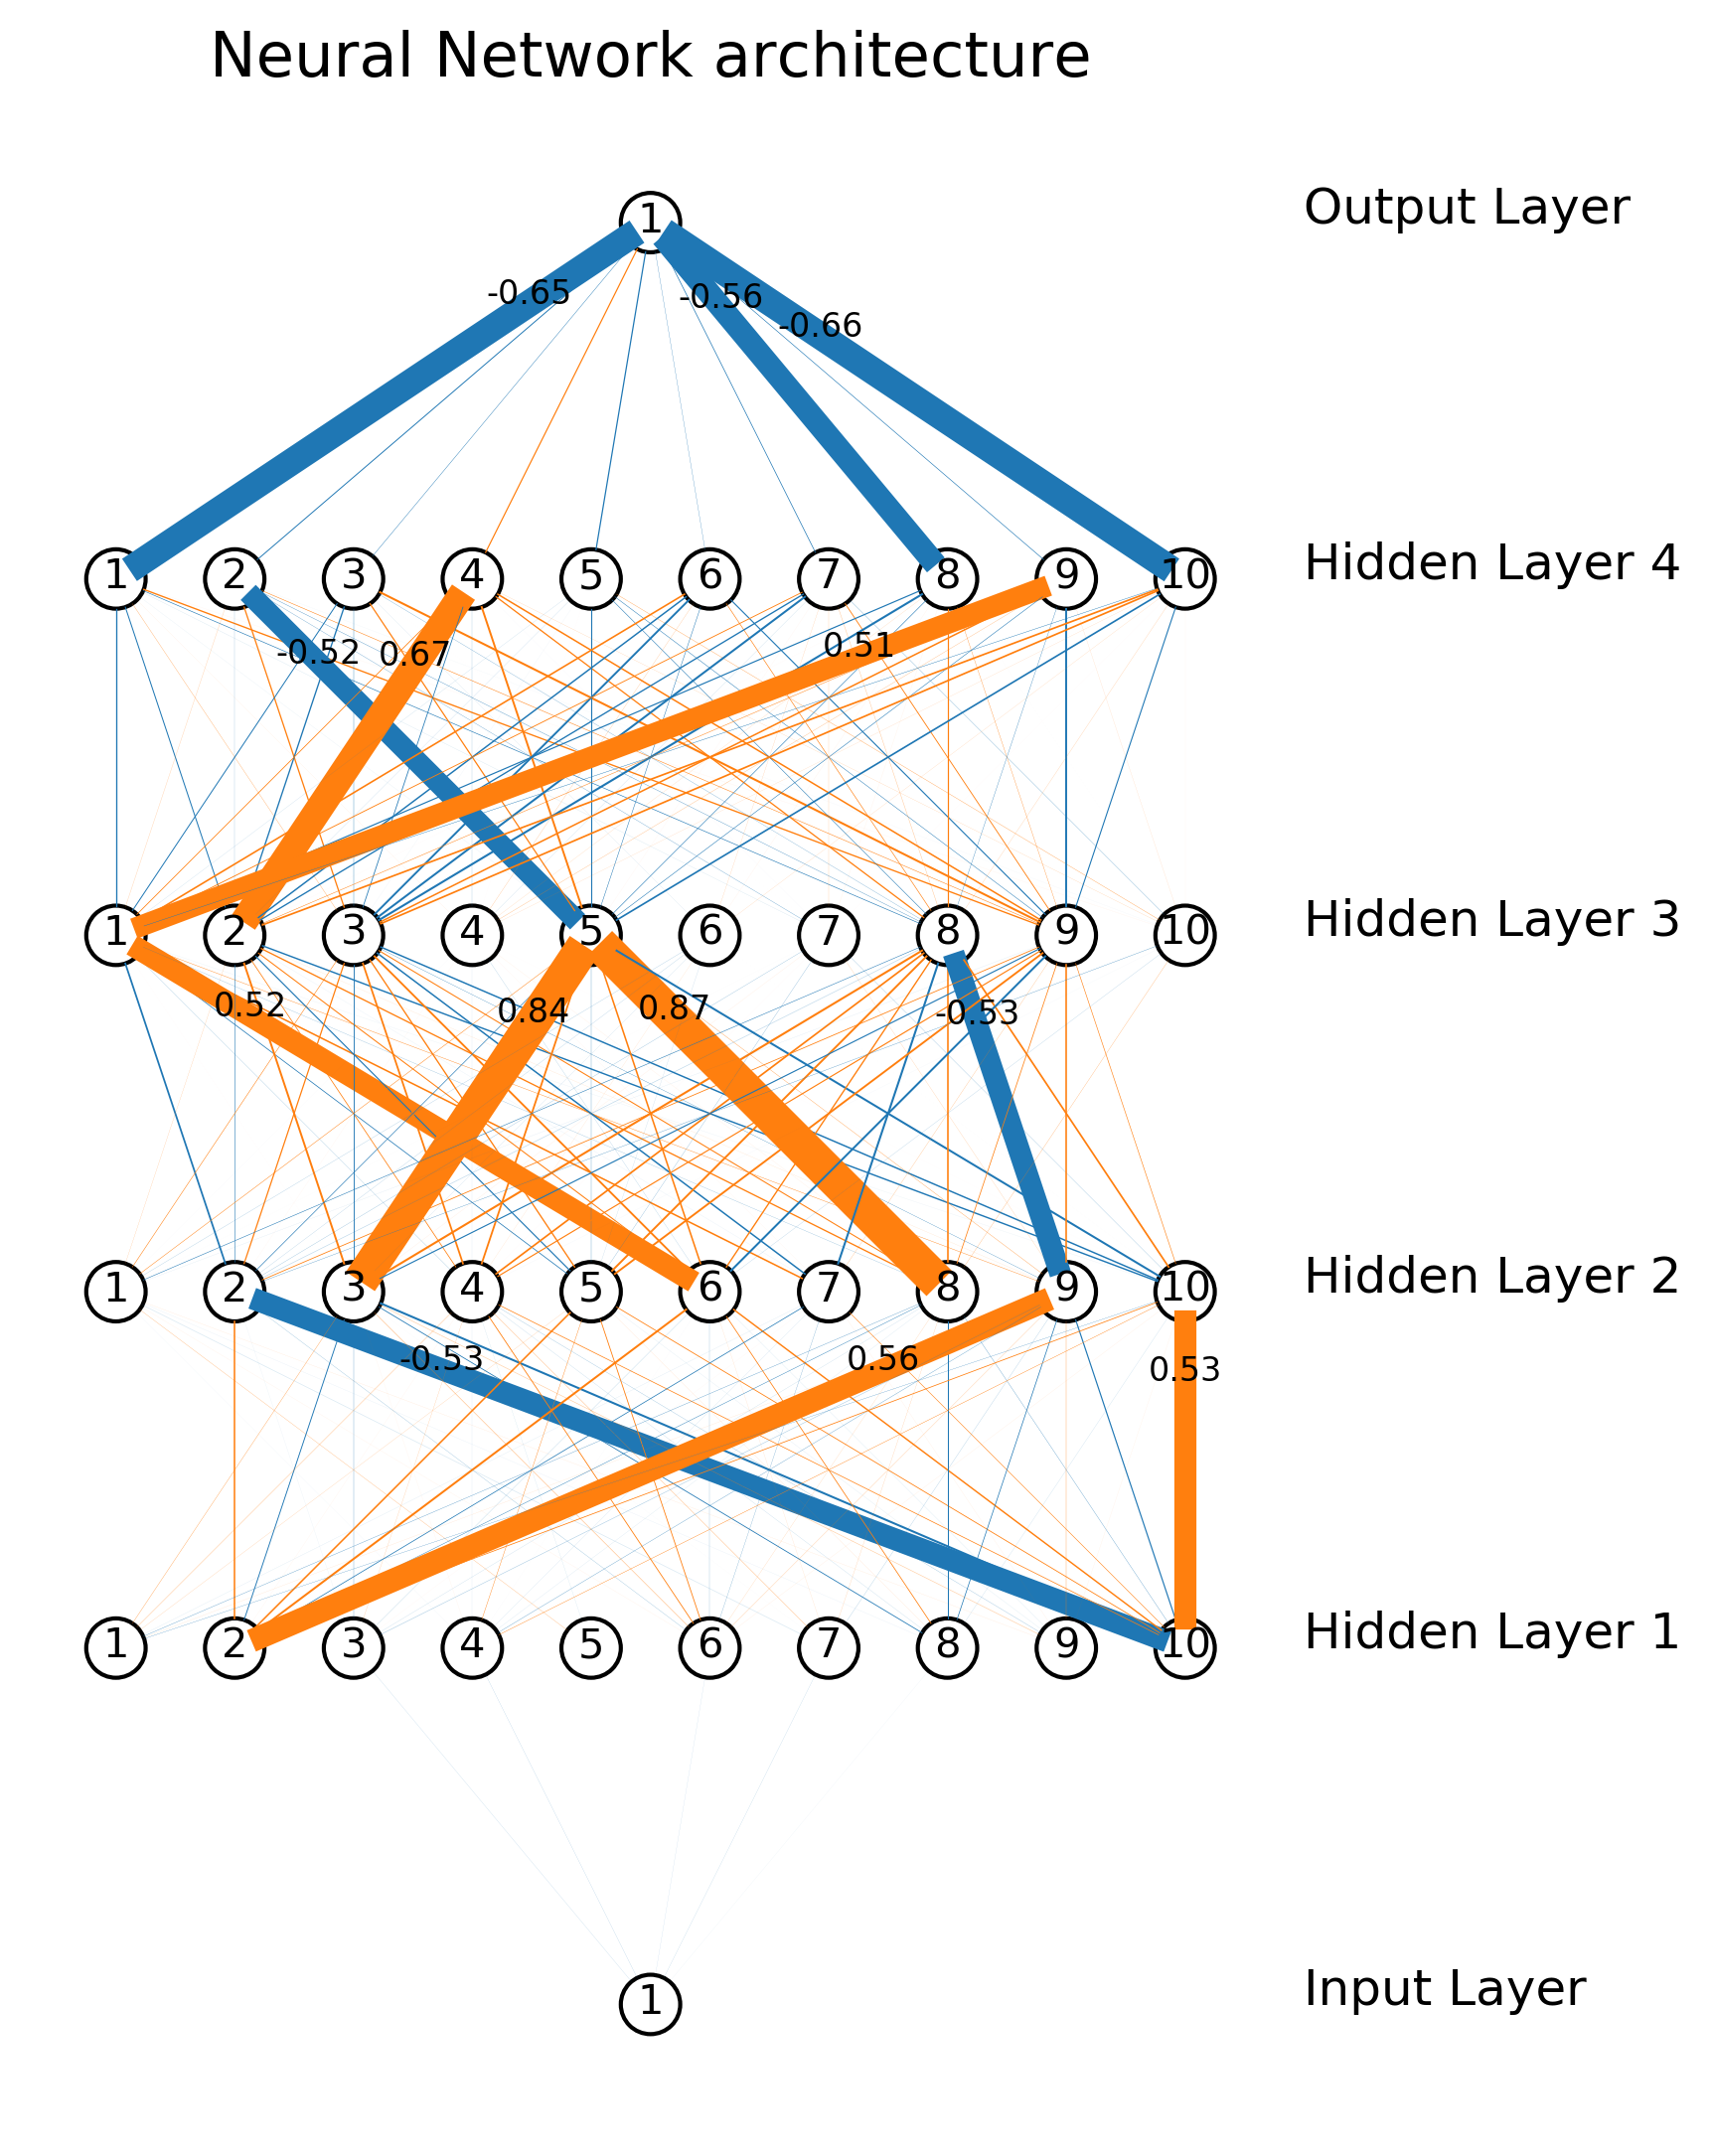 Neural Network architecture
Output Layer
1
-0.65
-0.56
-0.66
Hidden Layer 4
1 2 3 4 5 6 7 8 9 10
-0.52 0.67 0.51
Hidden Layer 3
1 2 3 4 5 6 7 8 9 10
0.52 0.84 0.87 -0.53
Hidden Layer 2
1 2 3 4 5 6 7 8 9 10
-0.53 0.56 0.53
Hidden Layer 1
1 2 3 4 5 6 7 8 9 10
Input Layer
1